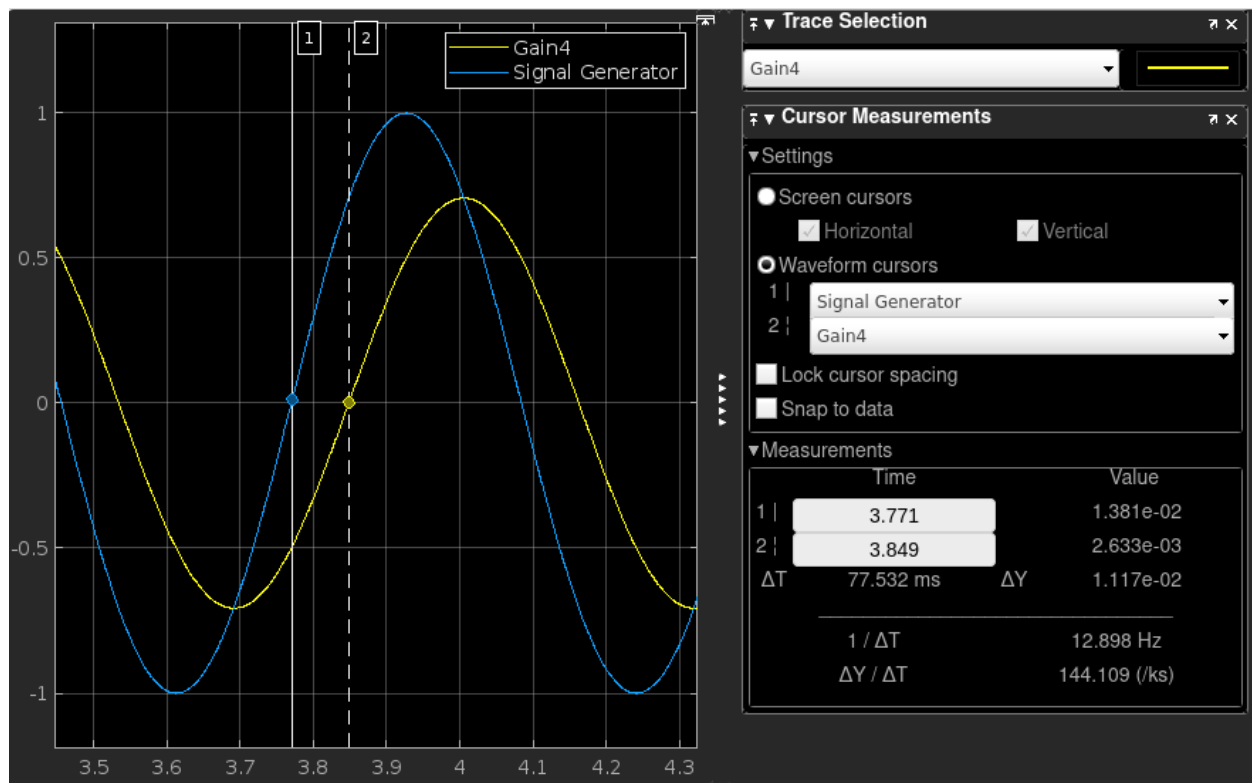 1 2
Gain4
Signal Generator
1
0.5
0
-0.5
-1
3.5 3.6 3.7 3.8 3.9 4 4.1 4.2 4.3
Trace Selection
Gain4
Cursor Measurements
Settings
Screen cursors
Horizontal Vertical
Waveform cursors
1 Signal Generator
2 Gain4
Lock cursor spacing
Snap to data
Measurements
Time Value
1 3.771 1.381e-02
2 3.849 2.633e-03
ΔT 77.532 ms ΔY 1.117e-02
1 / ΔT 12.898 Hz
ΔY / ΔT 144.109 (/ks)